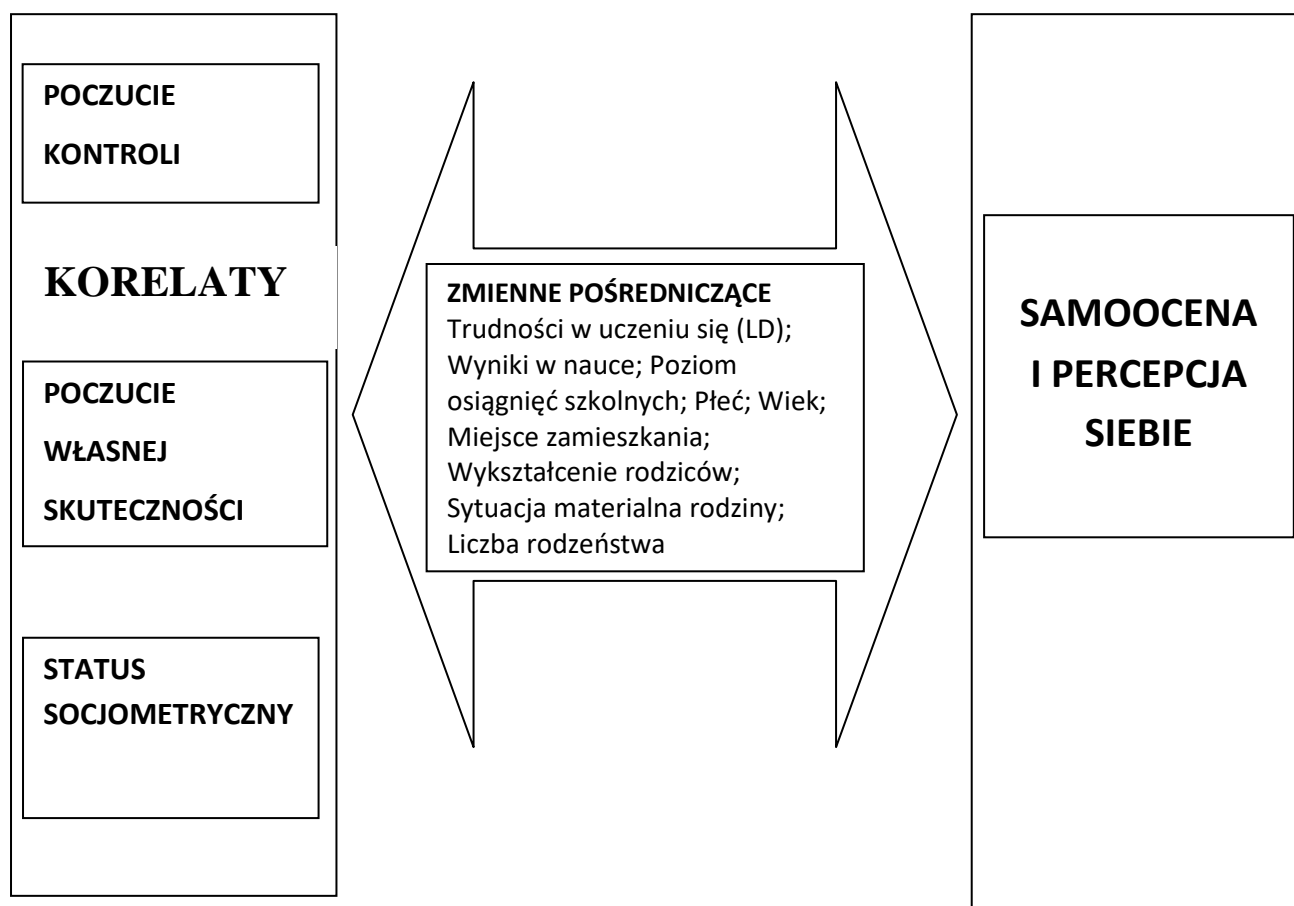 POCZUCIE
KONTROLI
KORELATY
POCZUCIE
WŁASNEJ
SKUTECZNOŚCI
STATUS
SOCJOMETRYCZNY
ZMIENNE POŚREDNICZĄCE
Trudności w uczeniu się (LD);
Wyniki w nauce; Poziom
osiągnięć szkolnych; Płeć; Wiek;
Miejsce zamieszkania;
Wykształcenie rodziców;
Sytuacja materialna rodziny;
Liczba rodzeństwa
SAMOOCENA
I PERCEPCJA
SIEBIE